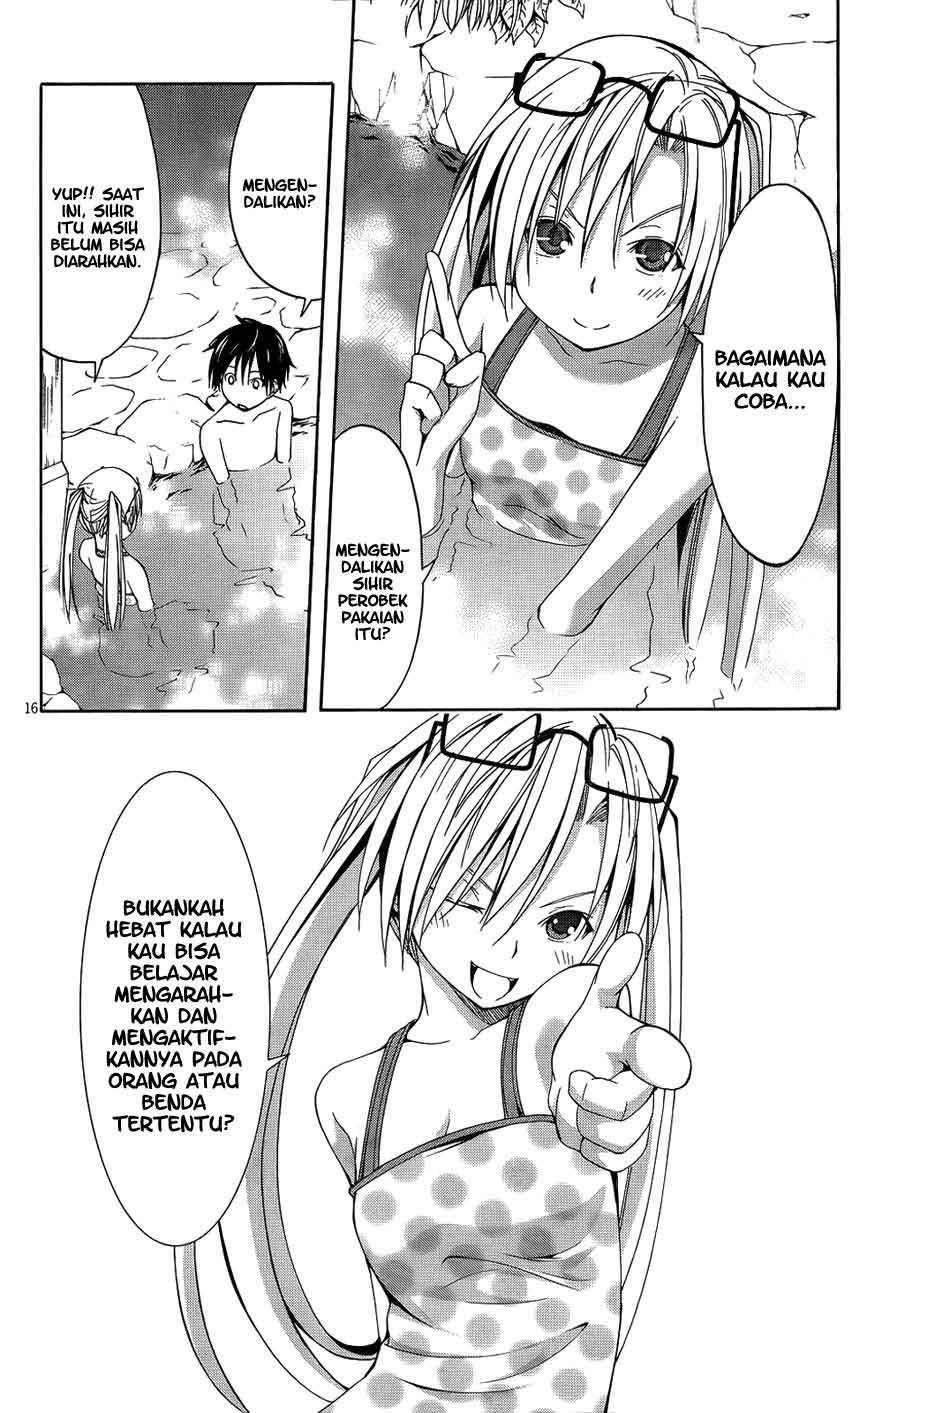 BAGAIMANA
KALAU KAU
COBA...
MENGEN-
DALIKAN
SIHIR
PEROBEK
PAKAIAN
ITU?
MENGEN-
DALIKAN?
YUP!! SAAT
INI, SIHIR
ITU MASIH
BELUM BISA
DIARAHKAN.
16
BUKANKAH
HEBAT KALAU
KAU BISA
BELAJAR
MENGARAH-
KAN DAN
MENGAKTIF-
KANNYA PADA
ORANG ATAU
BENDA
TERTENTU?